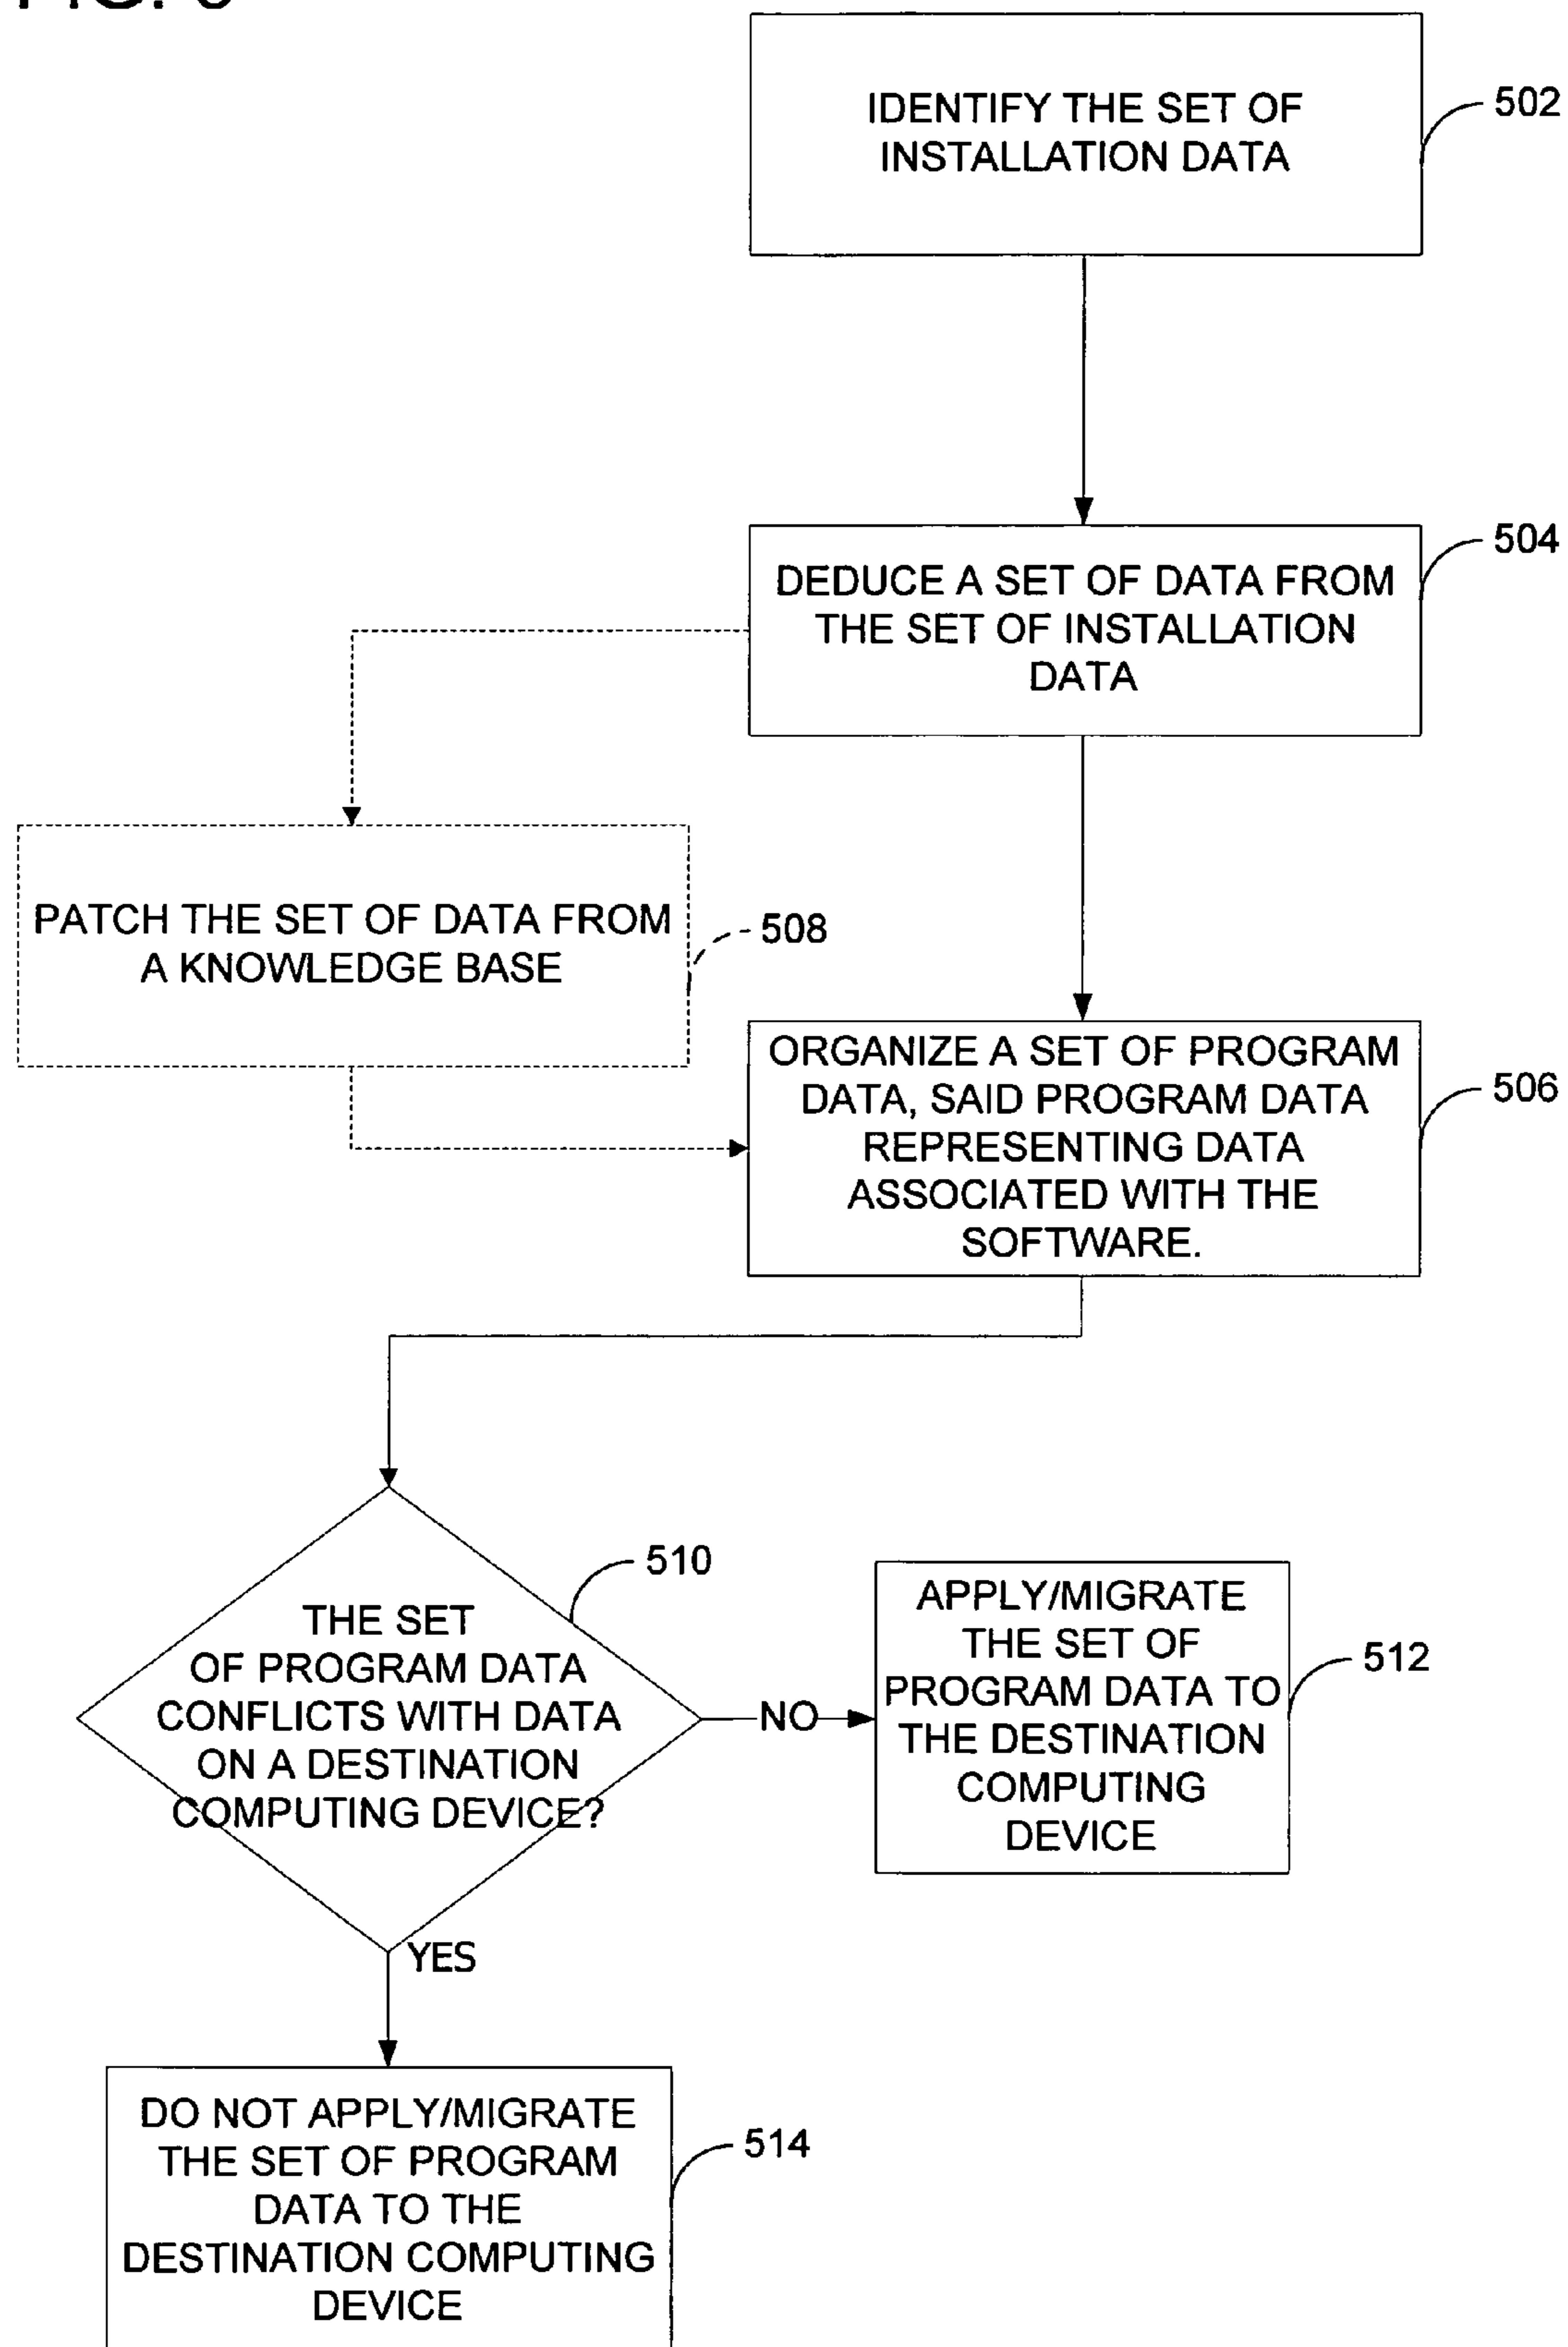 IDENTIFY THE SET OF
INSTALLATION DATA
502
DEDUCE A SET OF DATA FROM
THE SET OF INSTALLATION
DATA
504
PATCH THE SET OF DATA FROM
A KNOWLEDGE BASE
508
ORGANIZE A SET OF PROGRAM
DATA, SAID PROGRAM DATA
REPRESENTING DATA
ASSOCIATED WITH THE
SOFTWARE.
506
THE SET
OF PROGRAM DATA
CONFLICTS WITH DATA
ON A DESTINATION
COMPUTING DEVICE?
510
NO
APPLY/MIGRATE
THE SET OF
PROGRAM DATA TO
THE DESTINATION
COMPUTING
DEVICE
512
YES
DO NOT APPLY/MIGRATE
THE SET OF PROGRAM
DATA TO THE
DESTINATION COMPUTING
DEVICE
514